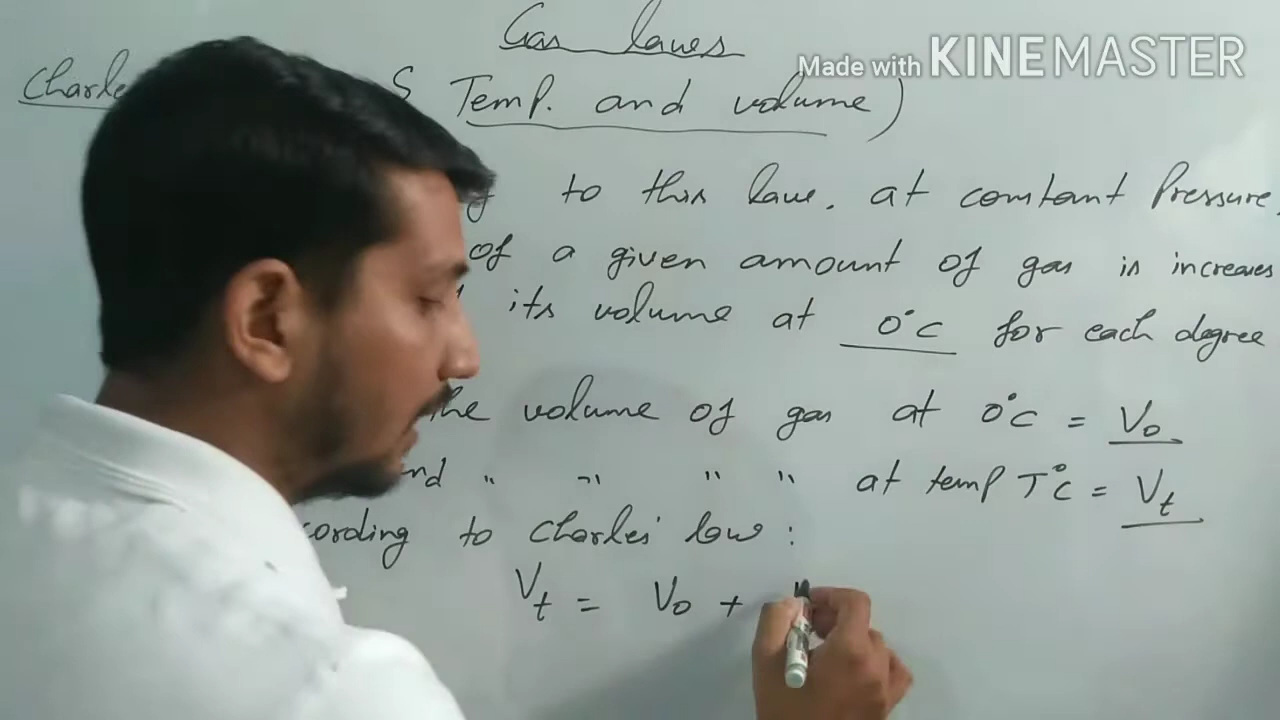 Gas laws
Made with KINEMASTER
Charle S Temp. and volume)
g to this law. at constant Pressure.
of a given amount of gas is increases
its volume at 0°C for each degree
the volume of gas at 0°C = V₀
nd " " " " at temp T°C = Vₜ
cording to Charles' law :
Vₜ = V₀ +